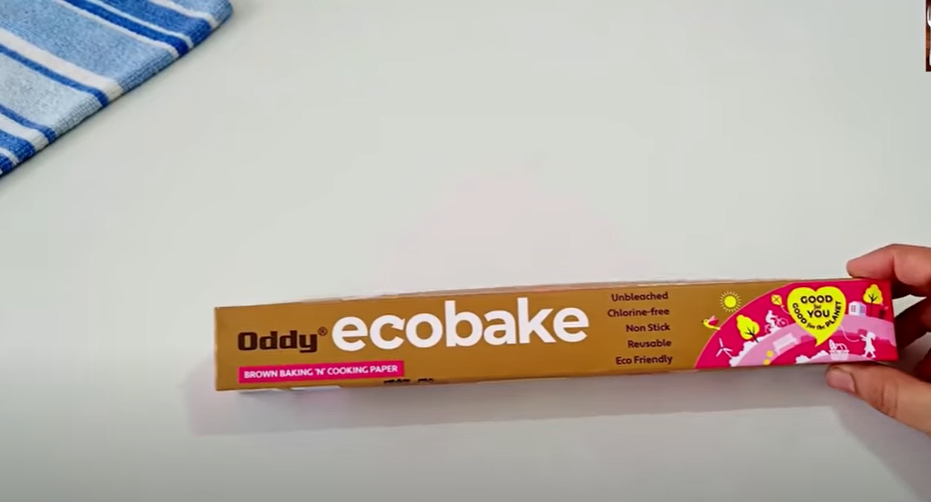 Oddy® ecobake
BROWN BAKING 'N' COOKING PAPER
Unbleached
Chlorine-free
Non Stick
Reusable
Eco Friendly
GOOD
for
YOU
GOOD for the PLANET